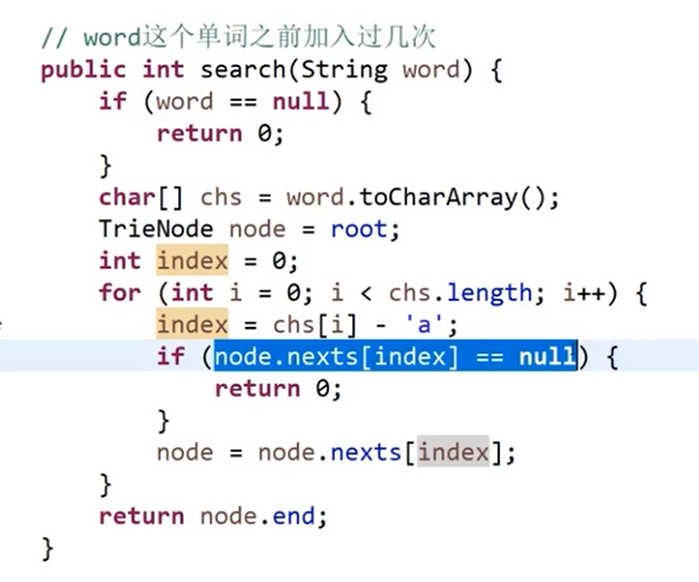 // word这个单词之前加入过几次
public int search(String word) {
    if (word == null) {
        return 0;
    }
    char[] chs = word.toCharArray();
    TrieNode node = root;
    int index = 0;
    for (int i = 0; i < chs.length; i++) {
        index = chs[i] - 'a';
        if (node.nexts[index] == null) {
            return 0;
        }
        node = node.nexts[index];
    }
    return node.end;
}